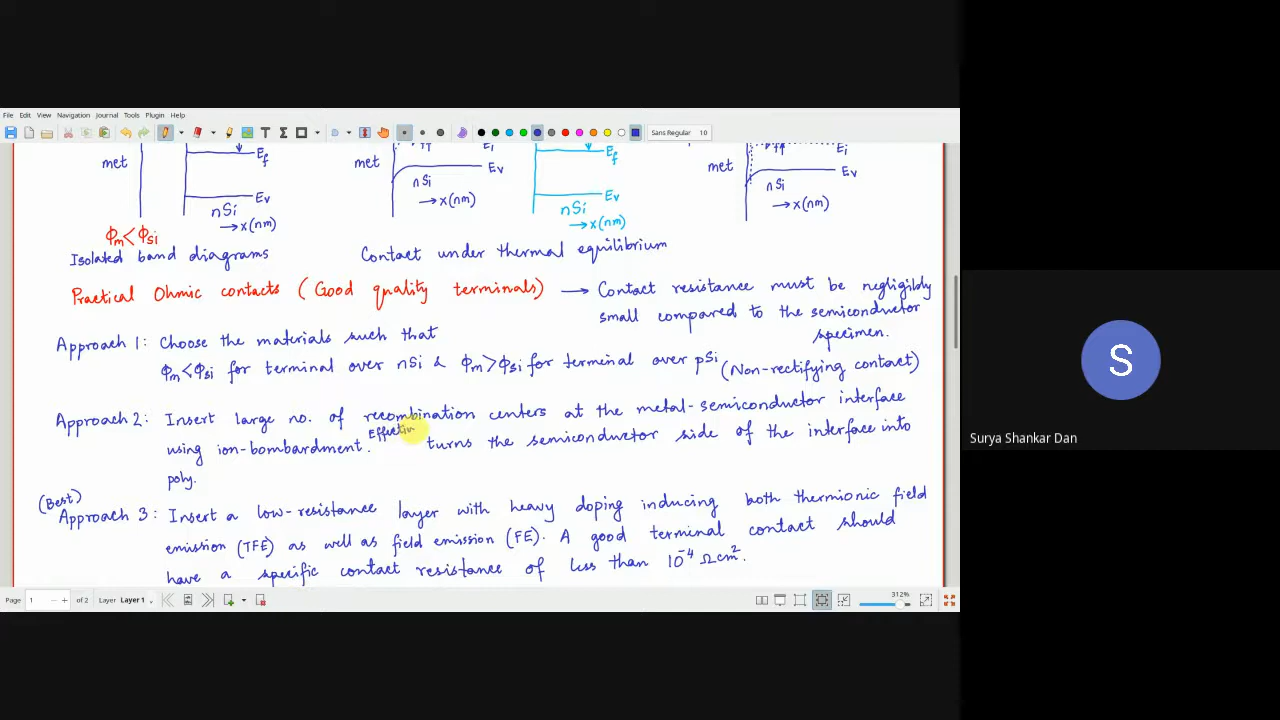 File Edit View Navigation Journal Tools Plugin Help
Sans Regular 10
met
Ef
Ev
nSi
→x(nm)
Φm<Φsi
Isolated band diagrams
met
Ei
Ev
nSi
→x(nm)
Ef
Ev
nSi
→x(nm)
met
Ei
Ev
nSi
→x(nm)
Contact under thermal equilibrium
Practical Ohmic contacts (Good quality terminals) → Contact resistance must be negligibly
small compared to the semiconductor
specimen.
Approach 1: Choose the materials such that
Φm<Φsi for terminal over nSi & Φm>Φsi for terminal over pSi (Non-rectifying contact)
Approach 2: Insert large no. of recombination centers at the metal-semiconductor interface
using ion-bombardment. Effectiv turns the semiconductor side of the interface into
poly.
(Best)
Approach 3: Insert a low-resistance layer with heavy doping inducing both thermionic field
emission (TFE) as well as field emission (FE). A good terminal contact should
have a specific contact resistance of less than 10⁻⁴ Ωcm².
Page 1 of 2 Layer Layer 1 312%
S
Surya Shankar Dan